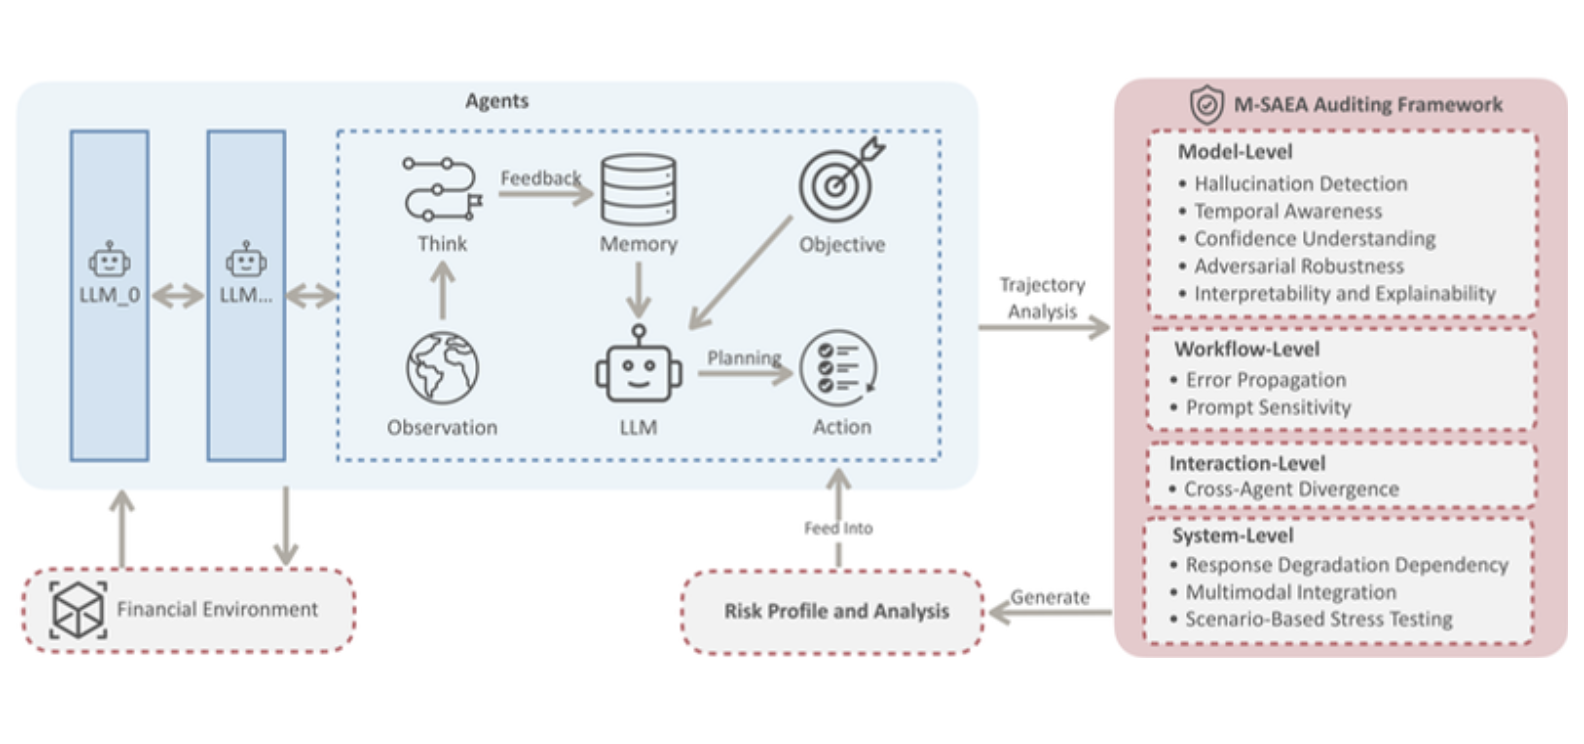 Agents
LLM_0
LLM...
Think
Feedback
Memory
Objective
Observation
LLM
Planning
Action
Trajectory
Analysis
M-SAEA Auditing Framework
Model-Level
• Hallucination Detection
• Temporal Awareness
• Confidence Understanding
• Adversarial Robustness
• Interpretability and Explainability
Workflow-Level
• Error Propagation
• Prompt Sensitivity
Interaction-Level
• Cross-Agent Divergence
System-Level
• Response Degradation Dependency
• Multimodal Integration
• Scenario-Based Stress Testing
Feed Into
Financial Environment
Risk Profile and Analysis
Generate